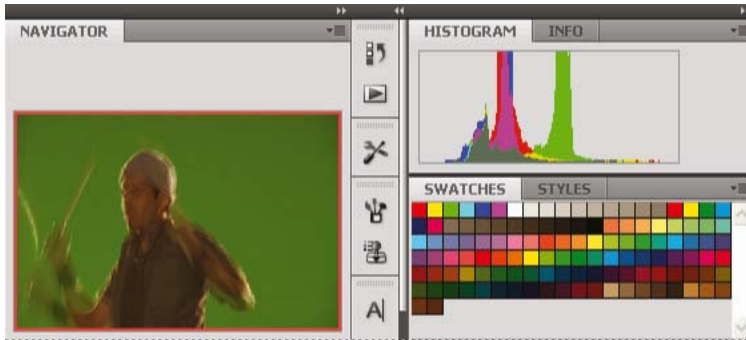 NAVIGATOR
HISTOGRAM
INFO
SWATCHES
STYLES
A